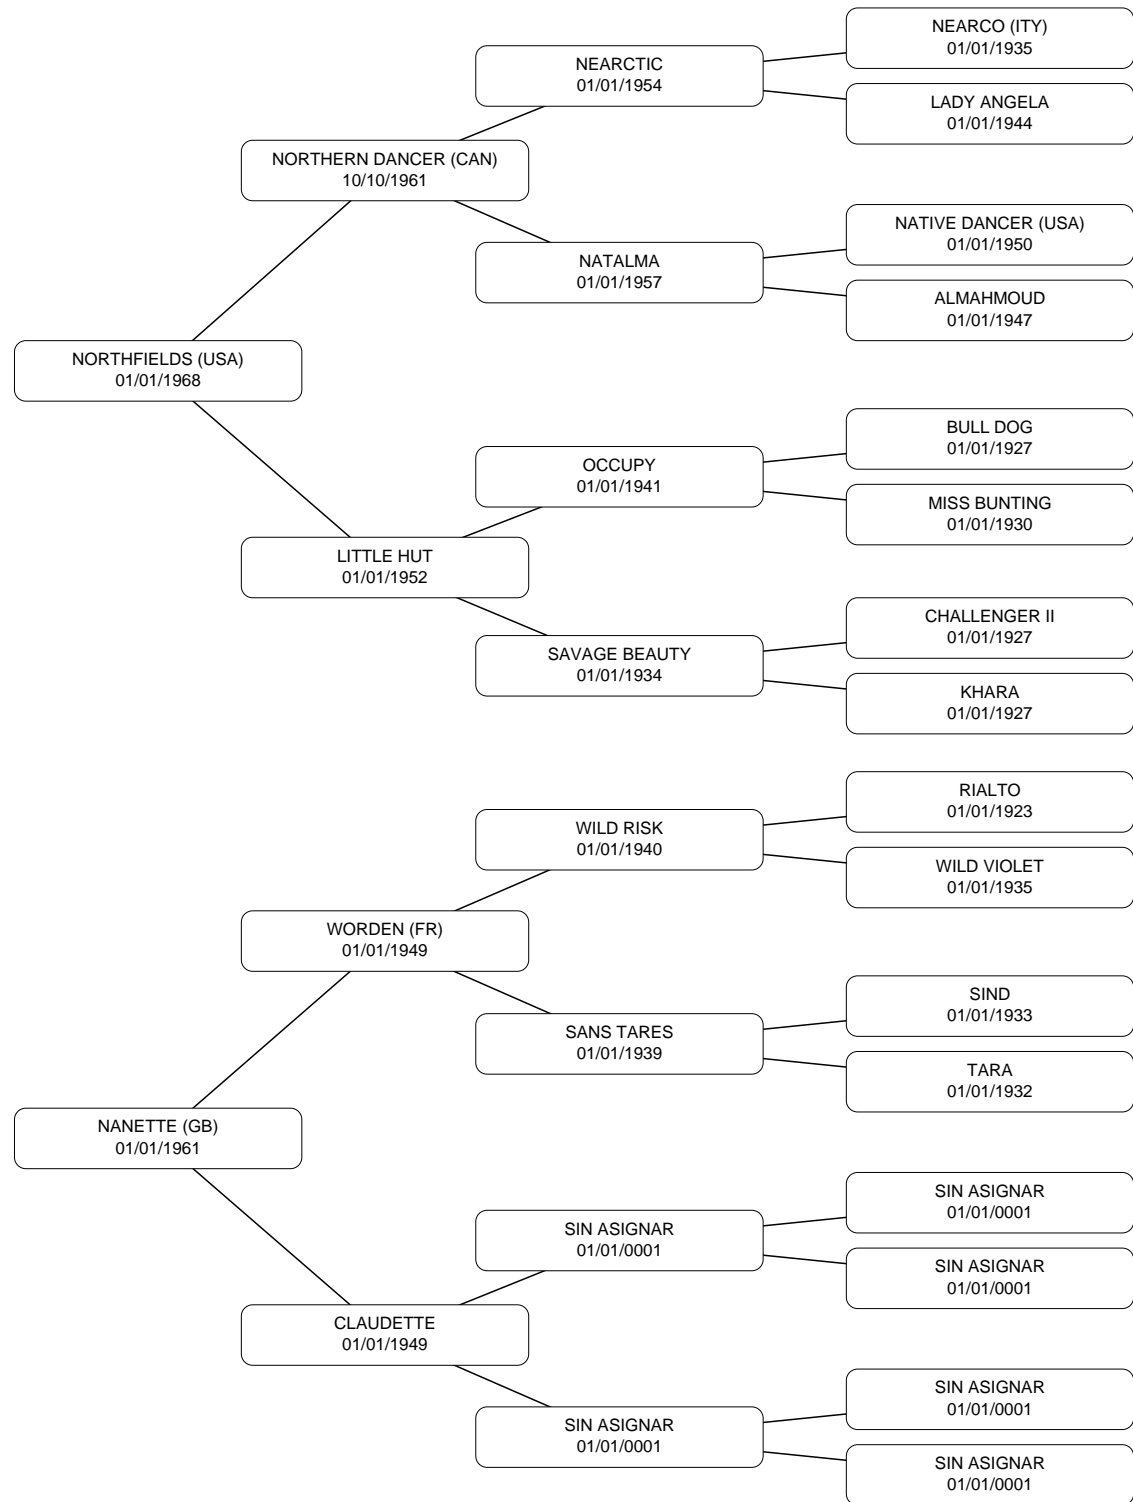 NEARCO (ITY)
01/01/1935
NEARCTIC
01/01/1954
LADY ANGELA
01/01/1944
NORTHERN DANCER (CAN)
10/10/1961
NATIVE DANCER (USA)
01/01/1950
NATALMA
01/01/1957
ALMAHMOUD
01/01/1947
NORTHFIELDS (USA)
01/01/1968
BULL DOG
01/01/1927
OCCUPY
01/01/1941
MISS BUNTING
01/01/1930
LITTLE HUT
01/01/1952
CHALLENGER II
01/01/1927
SAVAGE BEAUTY
01/01/1934
KHARA
01/01/1927
RIALTO
01/01/1923
WILD RISK
01/01/1940
WILD VIOLET
01/01/1935
WORDEN (FR)
01/01/1949
SIND
01/01/1933
SANS TARES
01/01/1939
TARA
01/01/1932
NANETTE (GB)
01/01/1961
SIN ASIGNAR
01/01/0001
SIN ASIGNAR
01/01/0001
SIN ASIGNAR
01/01/0001
CLAUDETTE
01/01/1949
SIN ASIGNAR
01/01/0001
SIN ASIGNAR
01/01/0001
SIN ASIGNAR
01/01/0001